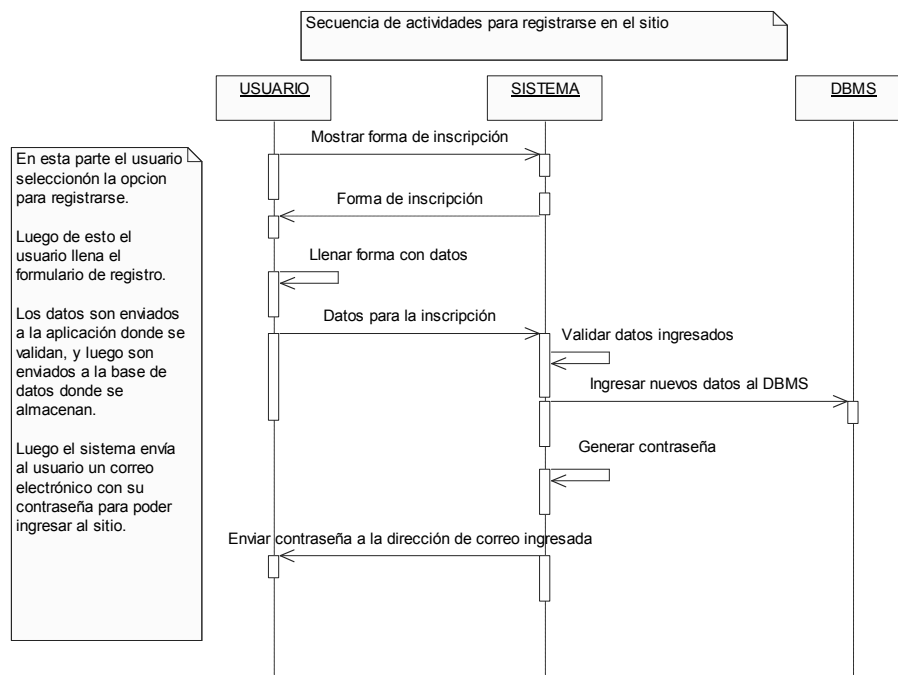 Secuencia de actividades para registrarse en el sitio
USUARIO
SISTEMA
DBMS
Mostrar forma de inscripción
En esta parte el usuario
seleccionón la opcion
para registrarse.
Luego de esto el
usuario llena el
formulario de registro.
Los datos son enviados
a la aplicación donde se
validan, y luego son
enviados a la base de
datos donde se
almacenan.
Luego el sistema envía
al usuario un correo
electrónico con su
contraseña para poder
ingresar al sitio.
Forma de inscripción
Llenar forma con datos
Datos para la inscripción
Validar datos ingresados
Ingresar nuevos datos al DBMS
Generar contraseña
Enviar contraseña a la dirección de correo ingresada